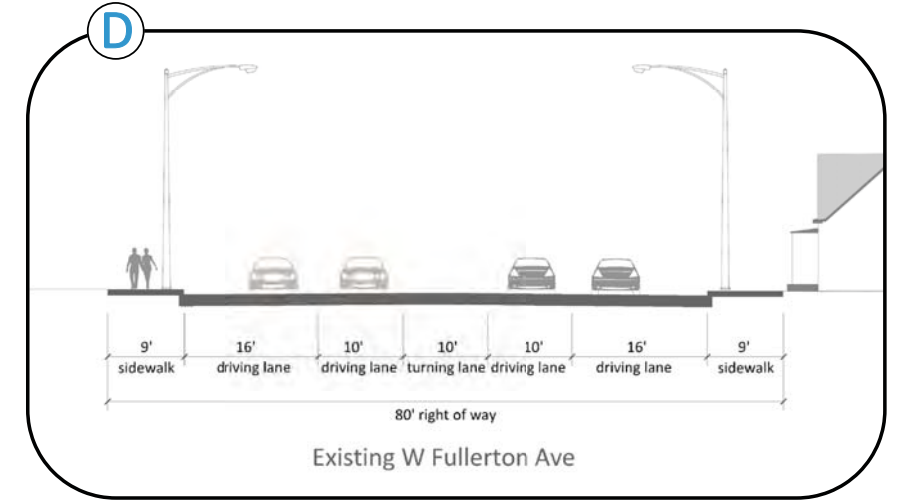 D
9' 16' 10' 10' 10' 16' 9'
sidewalk driving lane driving lane turning lane driving lane driving lane sidewalk
80' right of way
Existing W Fullerton Ave